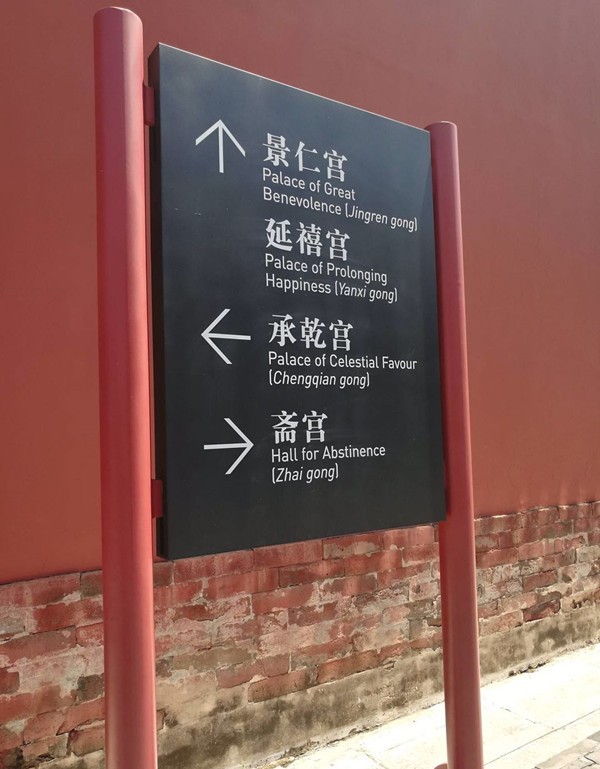 景仁宫
Palace of Great
Benevolence (Jingren gong)
延禧宫
Palace of Prolonging
Happiness (Yanxi gong)
承乾宫
Palace of Celestial Favour
(Chengqian gong)
斋宫
Hall for Abstinence
(Zhai gong)